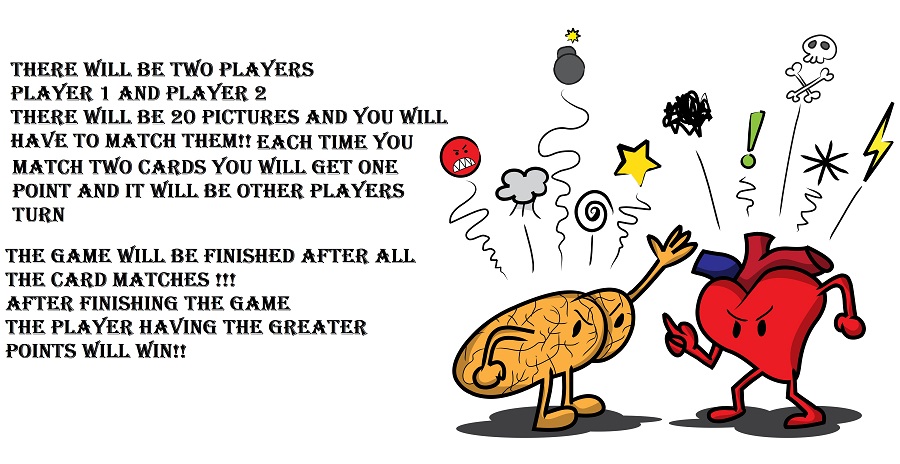 THERE WILL BE TWO PLAYERS
PLAYER 1 AND PLAYER 2
THERE WILL BE 20 PICTURES AND YOU WILL
HAVE TO MATCH THEM!! EACH TIME YOU
MATCH TWO CARDS YOU WILL GET ONE
POINT AND IT WILL BE OTHER PLAYERS
TURN
THE GAME WILL BE FINISHED AFTER ALL
THE CARD MATCHES !!!
AFTER FINISHING THE GAME
THE PLAYER HAVING THE GREATER
POINTS WILL WIN!!